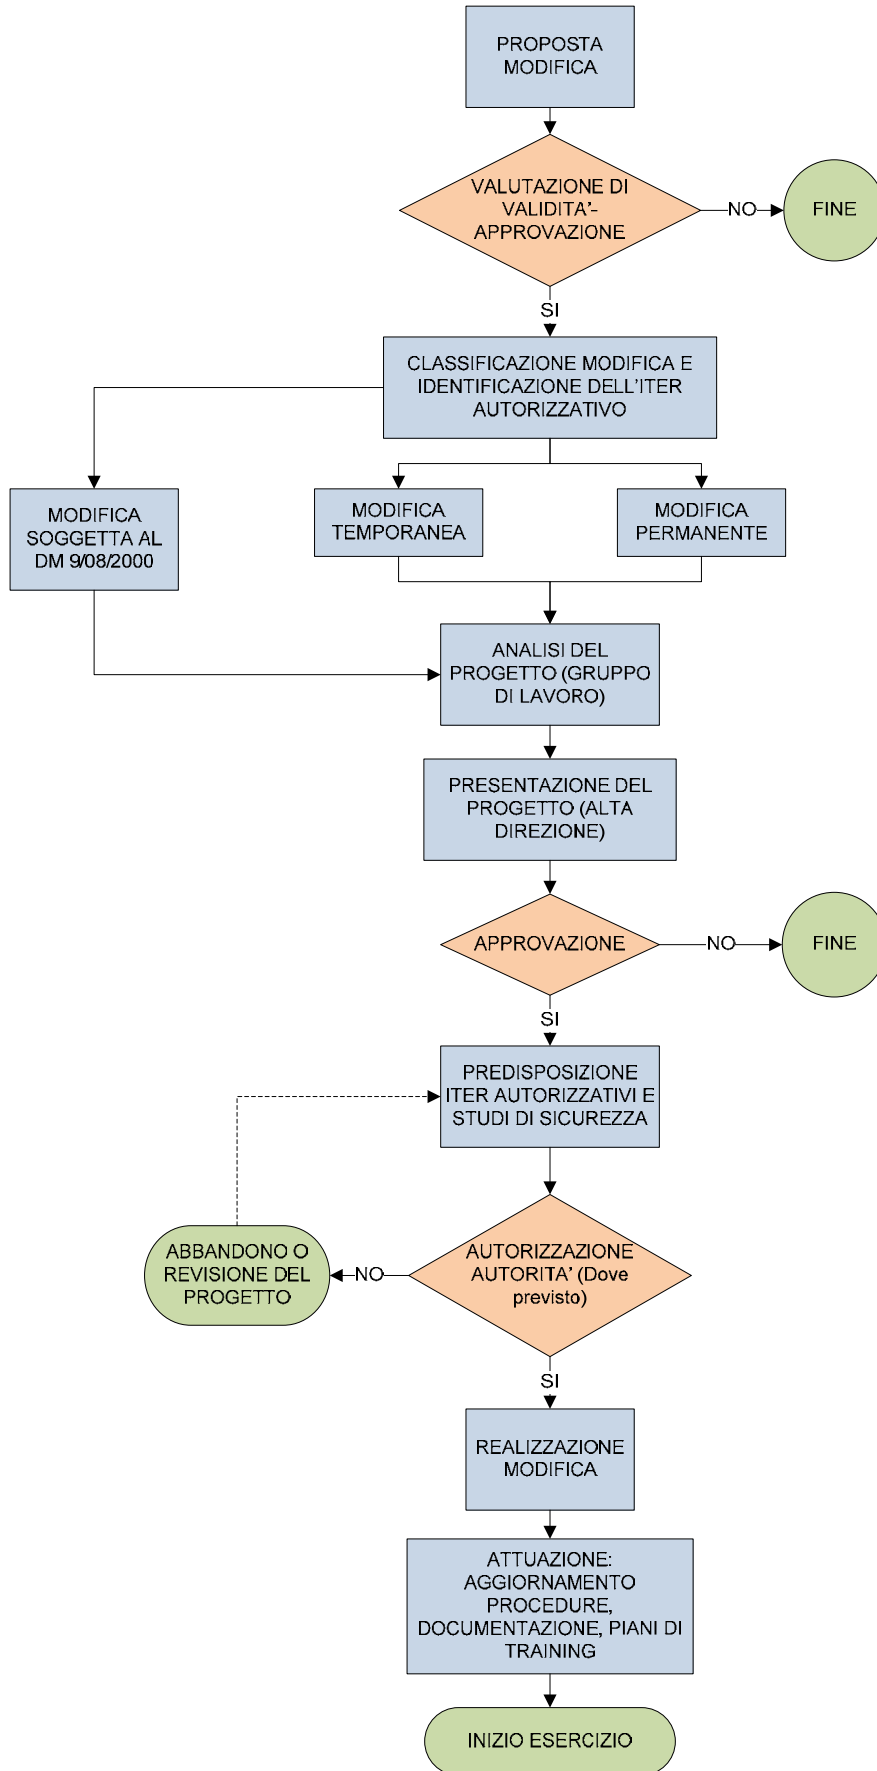 PROPOSTA
MODIFICA
VALUTAZIONE DI
VALIDITA'-
APPROVAZIONE
NO
FINE
SI
CLASSIFICAZIONE MODIFICA E
IDENTIFICAZIONE DELL'ITER
AUTORIZZATIVO
MODIFICA
SOGGETTA AL
DM 9/08/2000
MODIFICA
TEMPORANEA
MODIFICA
PERMANENTE
ANALISI DEL
PROGETTO (GRUPPO
DI LAVORO)
PRESENTAZIONE DEL
PROGETTO (ALTA
DIREZIONE)
APPROVAZIONE
NO
FINE
SI
PREDISPOSIZIONE
ITER AUTORIZZATIVI E
STUDI DI SICUREZZA
ABBANDONO O
REVISIONE DEL
PROGETTO
NO
AUTORIZZAZIONE
AUTORITA' (Dove
previsto)
SI
REALIZZAZIONE
MODIFICA
ATTUAZIONE:
AGGIORNAMENTO
PROCEDURE,
DOCUMENTAZIONE, PIANI DI
TRAINING
INIZIO ESERCIZIO